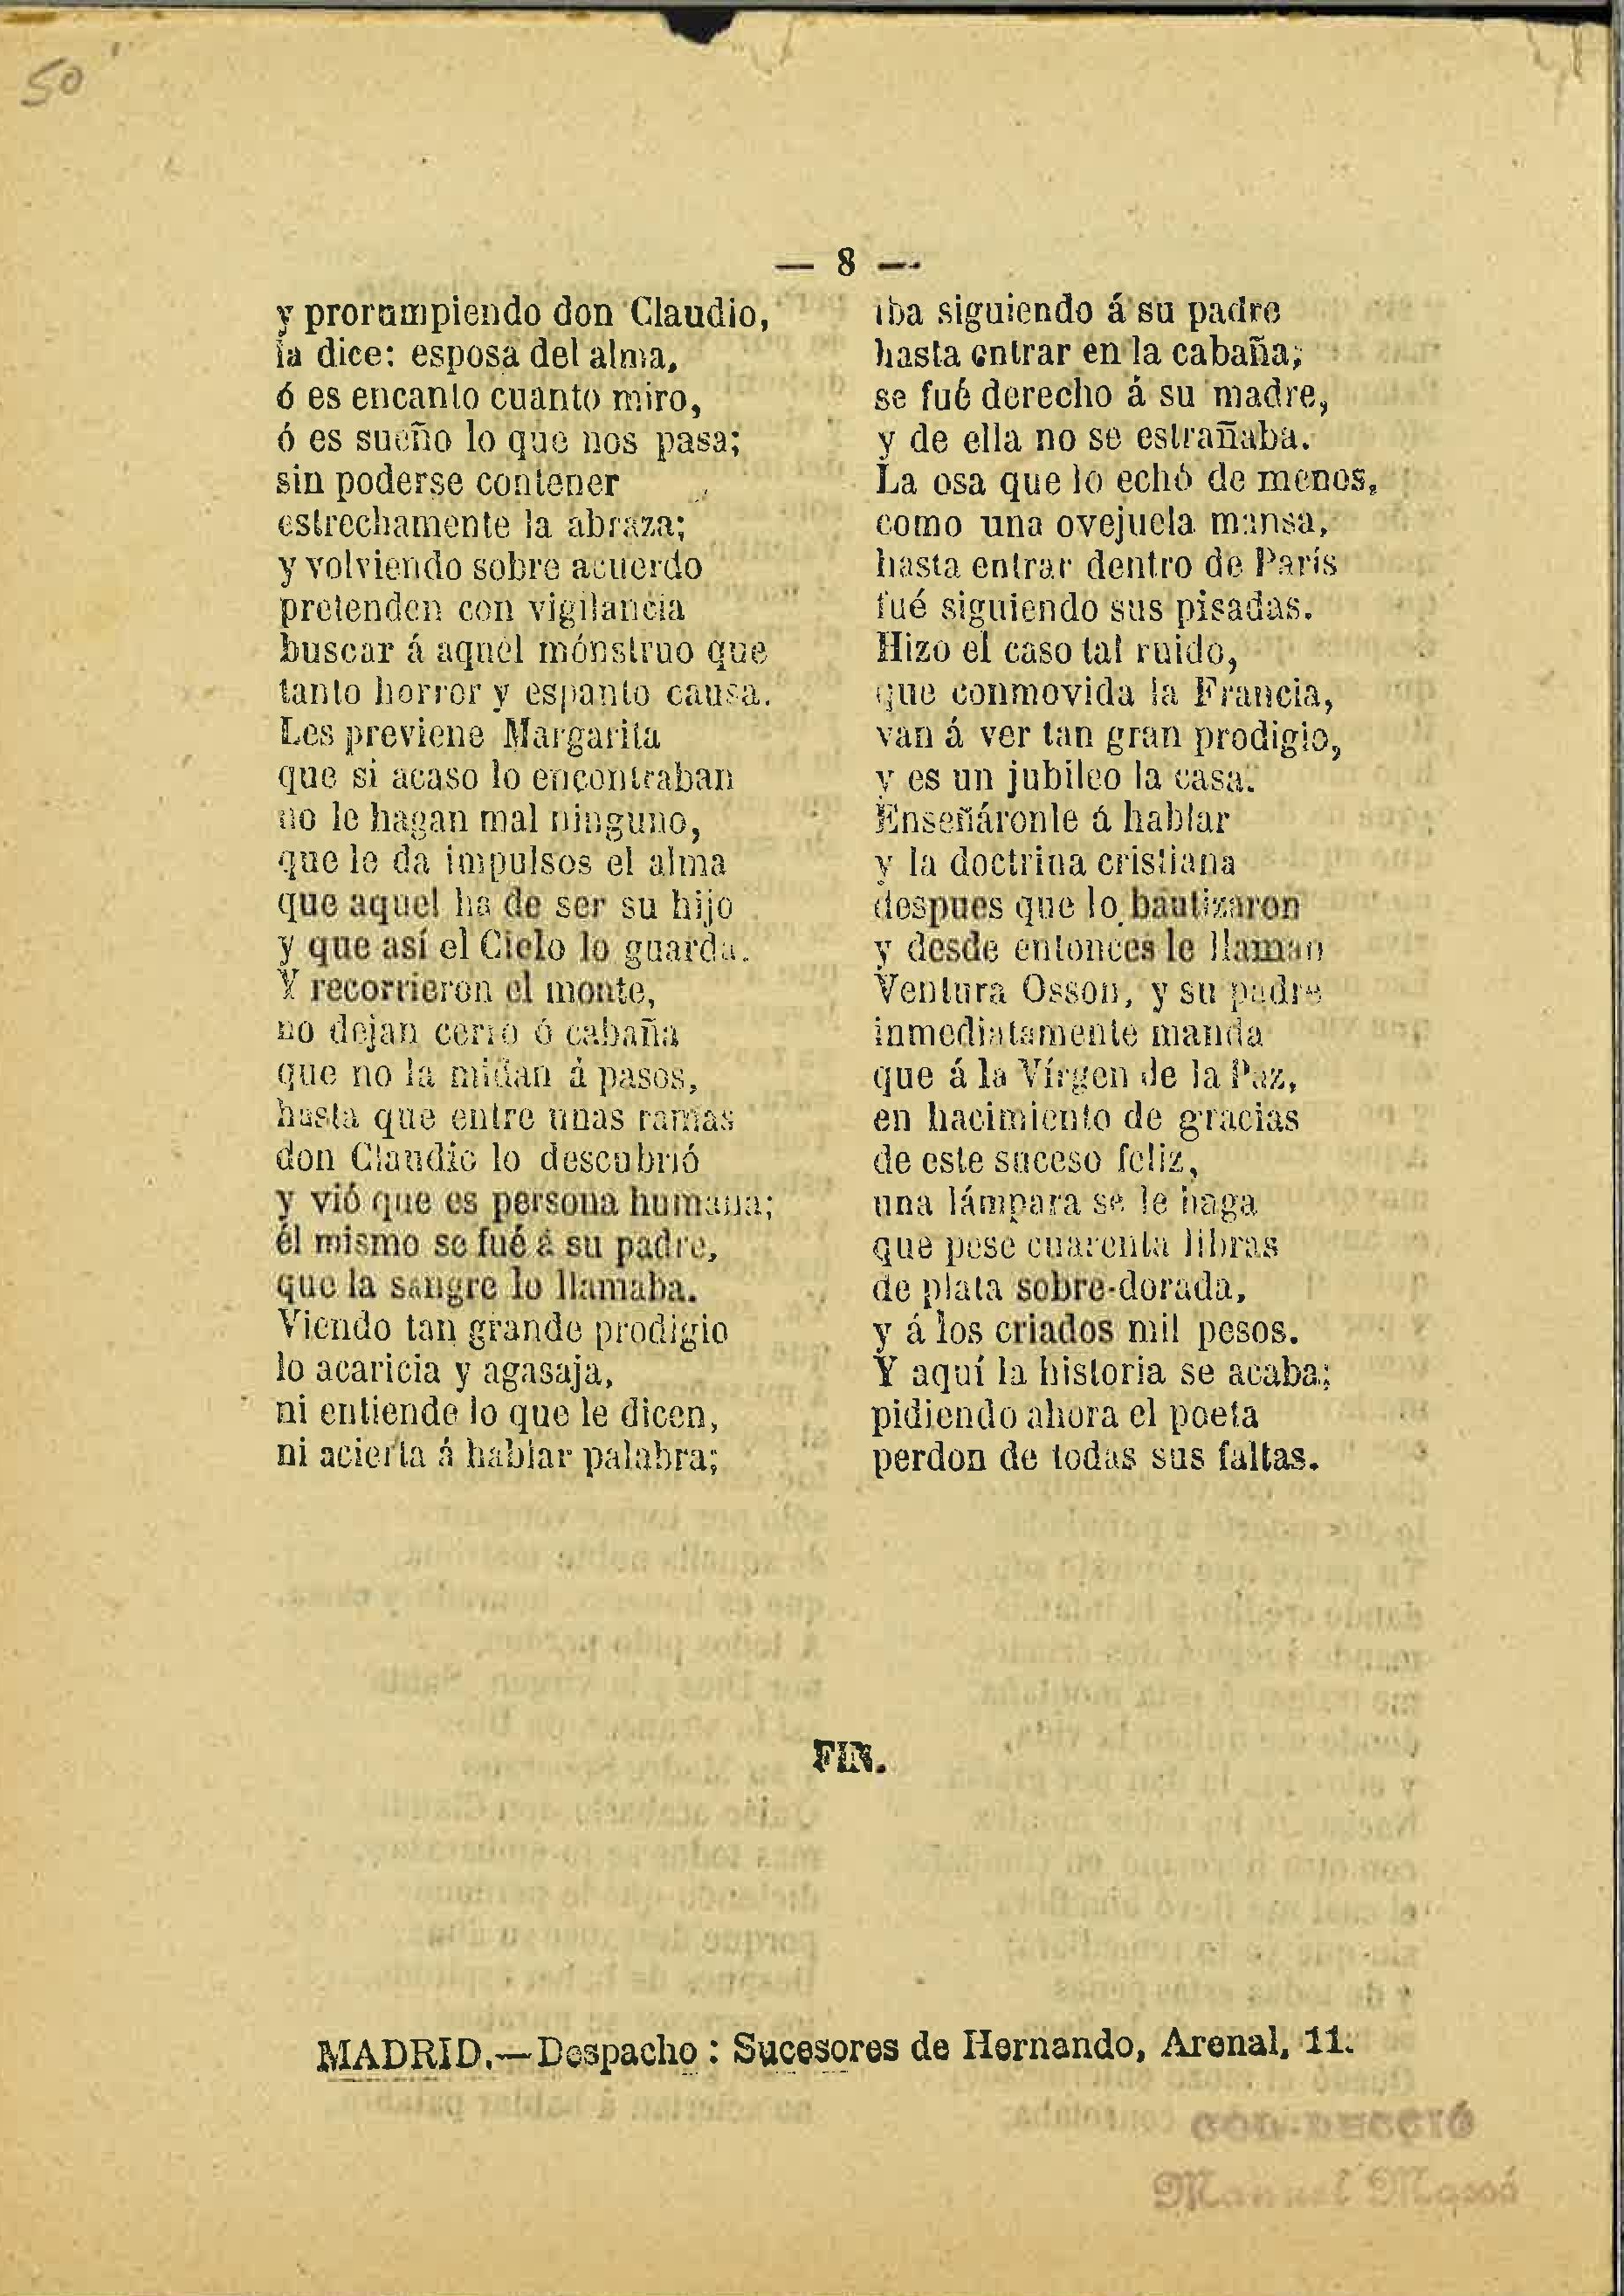 50
— 8 —
y prorumpiendo don Claudio,
la dice: esposa del alma,
ó es encanto cuanto miro,
ó es sueño lo que nos pasa;
sin poderse contener
estrechamente la abraza;
y volviendo sobre acuerdo
pretenden con vigilancia
buscar á aquel mónstruo que
tanto horror y espanto causa.
Les previene Margarita
que si acaso lo encontraban
no le hagan mal ninguno,
que le da impulsos el alma
que aquel ha de ser su hijo
y que así el Cielo lo guarda.
Y recorrieron el monte,
no dejan cerro ó cabaña
que no la midan á pasos,
hasta que entre unas ramas
don Claudio lo descubrió
y vió que es persona humana;
él mismo se fué á su padre,
que la sangre lo llamaba.
Viendo tan grande prodigio
lo acaricia y agasaja,
ni entiende lo que le dicen,
ni acierta á hablar palabra;
iba siguiendo á su padre
hasta entrar en la cabaña;
se fué derecho á su madre,
y de ella no se estrañaba.
La osa que lo echó de menos,
como una ovejuela mansa,
hasta entrar dentro de París
fué siguiendo sus pisadas.
Hizo el caso tal ruido,
que conmovida la Francia,
van á ver tan gran prodigio,
y es un jubileo la casa.
Enseñáronle á hablar
y la doctrina cristiana
despues que lo bautizaron
y desde entonces le llaman
Ventura Osson, y su padre
inmediatamente manda
que á la Vírgen de la Paz,
en hacimiento de gracias
de este suceso feliz,
una lámpara se le haga
que pese cuarenta libras
de plata sobre-dorada,
y á los criados mil pesos.
Y aquí la historia se acaba;
pidiendo ahora el poeta
perdon de todas sus faltas.
FIN.
MADRID.—Despacho: Sucesores de Hernando, Arenal, 11.
COL·LECCIÓ
Manuel Massó